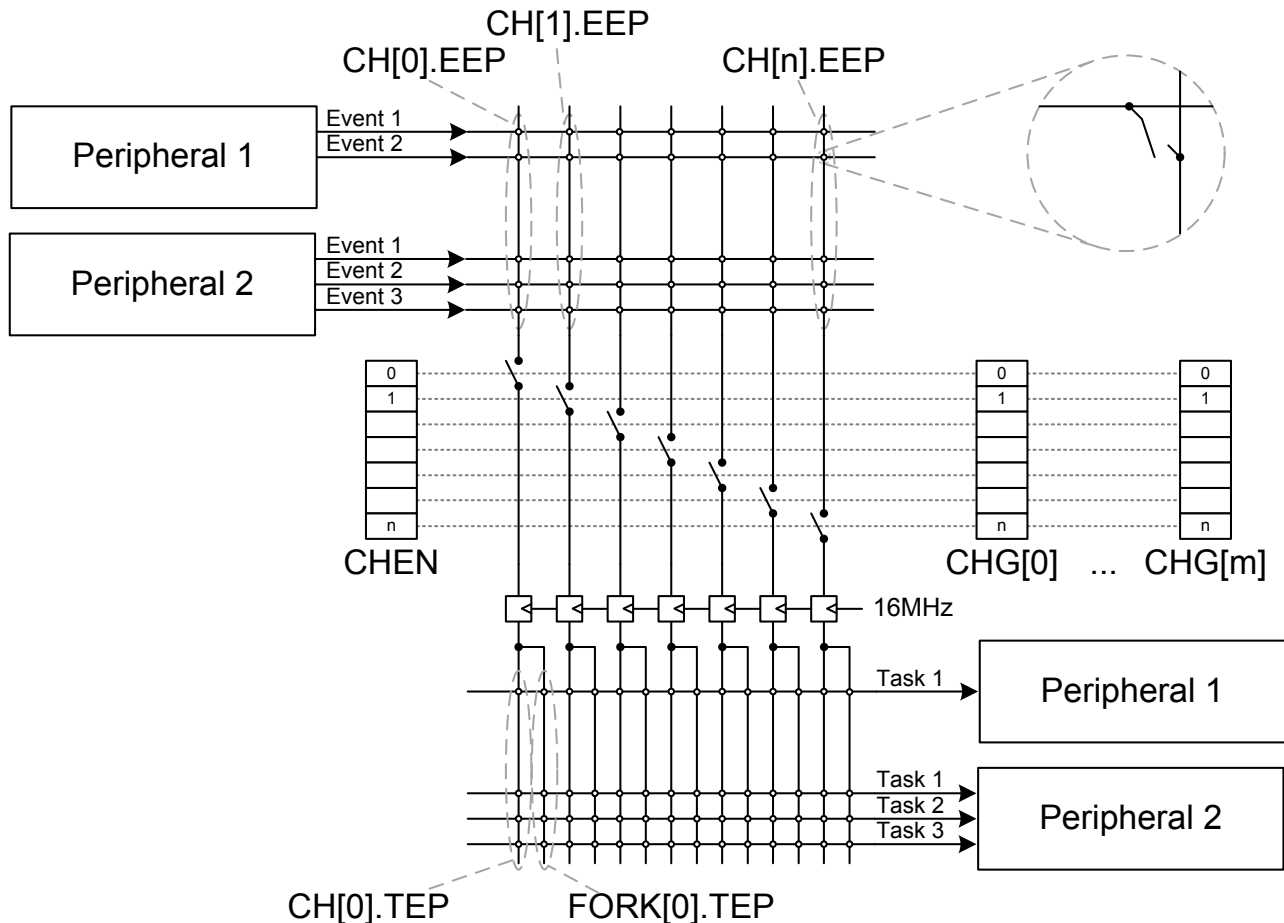 CH[1].EEP
CH[0].EEP
CH[n].EEP
Peripheral 1
Event 1
Event 2
Peripheral 2
Event 1
Event 2
Event 3
0
0
0
1
1
1
n
n
n
CHEN
CHG[0] ... CHG[m]
16MHz
Task 1
Peripheral 1
Task 1
Task 2
Task 3
Peripheral 2
CH[0].TEP
FORK[0].TEP